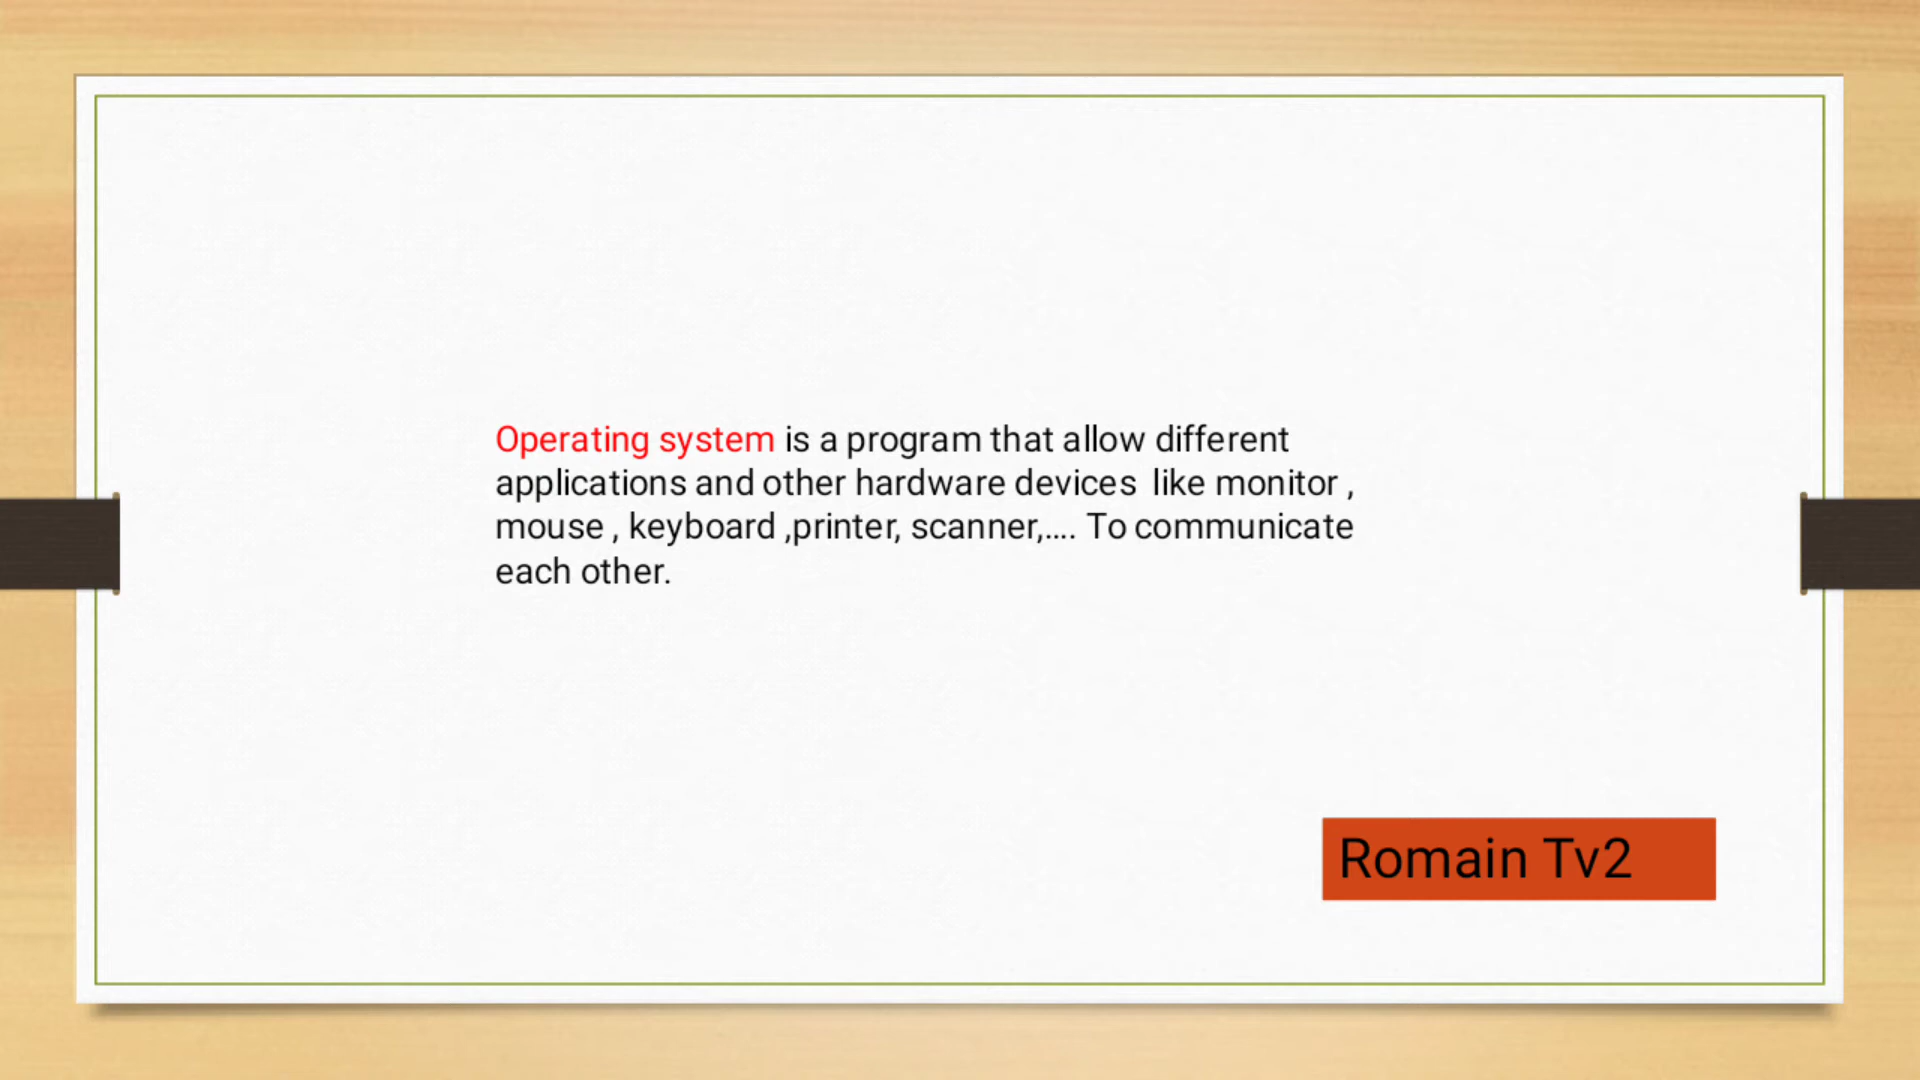 Operating system is a program that allow different
applications and other hardware devices  like monitor ,
mouse , keyboard ,printer, scanner,.... To communicate
each other.
Romain Tv2